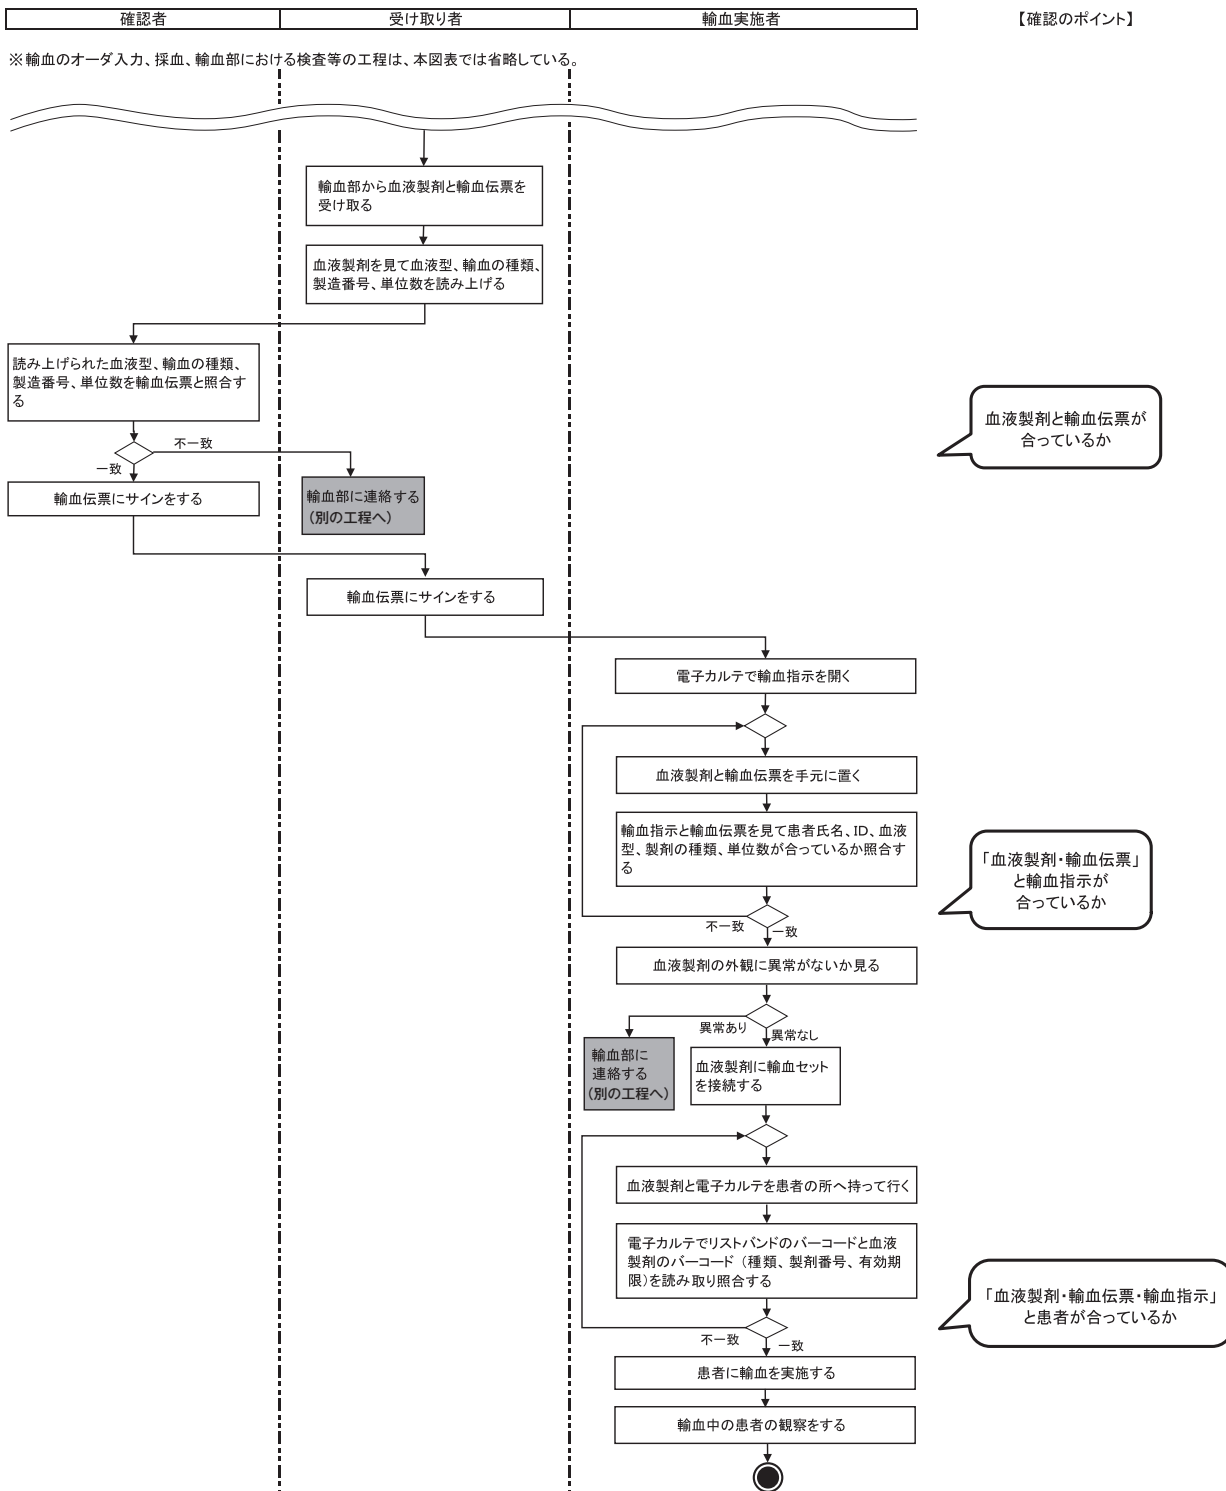 確認者
受け取り者
輸血実施者
【確認のポイント】
※輸血のオーダ入力、採血、輸血部における検査等の工程は、本図表では省略している。
輸血部から血液製剤と輸血伝票を
受け取る
血液製剤を見て血液型、輸血の種類、
製造番号、単位数を読み上げる
読み上げられた血液型、輸血の種類、
製造番号、単位数を輸血伝票と照合す
る
血液製剤と輸血伝票が
合っているか
不一致
一致
輸血伝票にサインをする
輸血部に連絡する
(別の工程へ)
輸血伝票にサインをする
電子カルテで輸血指示を開く
血液製剤と輸血伝票を手元に置く
輸血指示と輸血伝票を見て患者氏名、ID、血液
型、製剤の種類、単位数が合っているか照合す
る
「血液製剤・輸血伝票」
と輸血指示が
合っているか
不一致
一致
血液製剤の外観に異常がないか見る
異常あり
異常なし
輸血部に
連絡する
(別の工程へ)
血液製剤に輸血セット
を接続する
血液製剤と電子カルテを患者の所へ持って行く
電子カルテでリストバンドのバーコードと血液
製剤のバーコード(種類、製剤番号、有効期
限)を読み取り照合する
「血液製剤・輸血伝票・輸血指示」
と患者が合っているか
不一致
一致
患者に輸血を実施する
輸血中の患者の観察をする